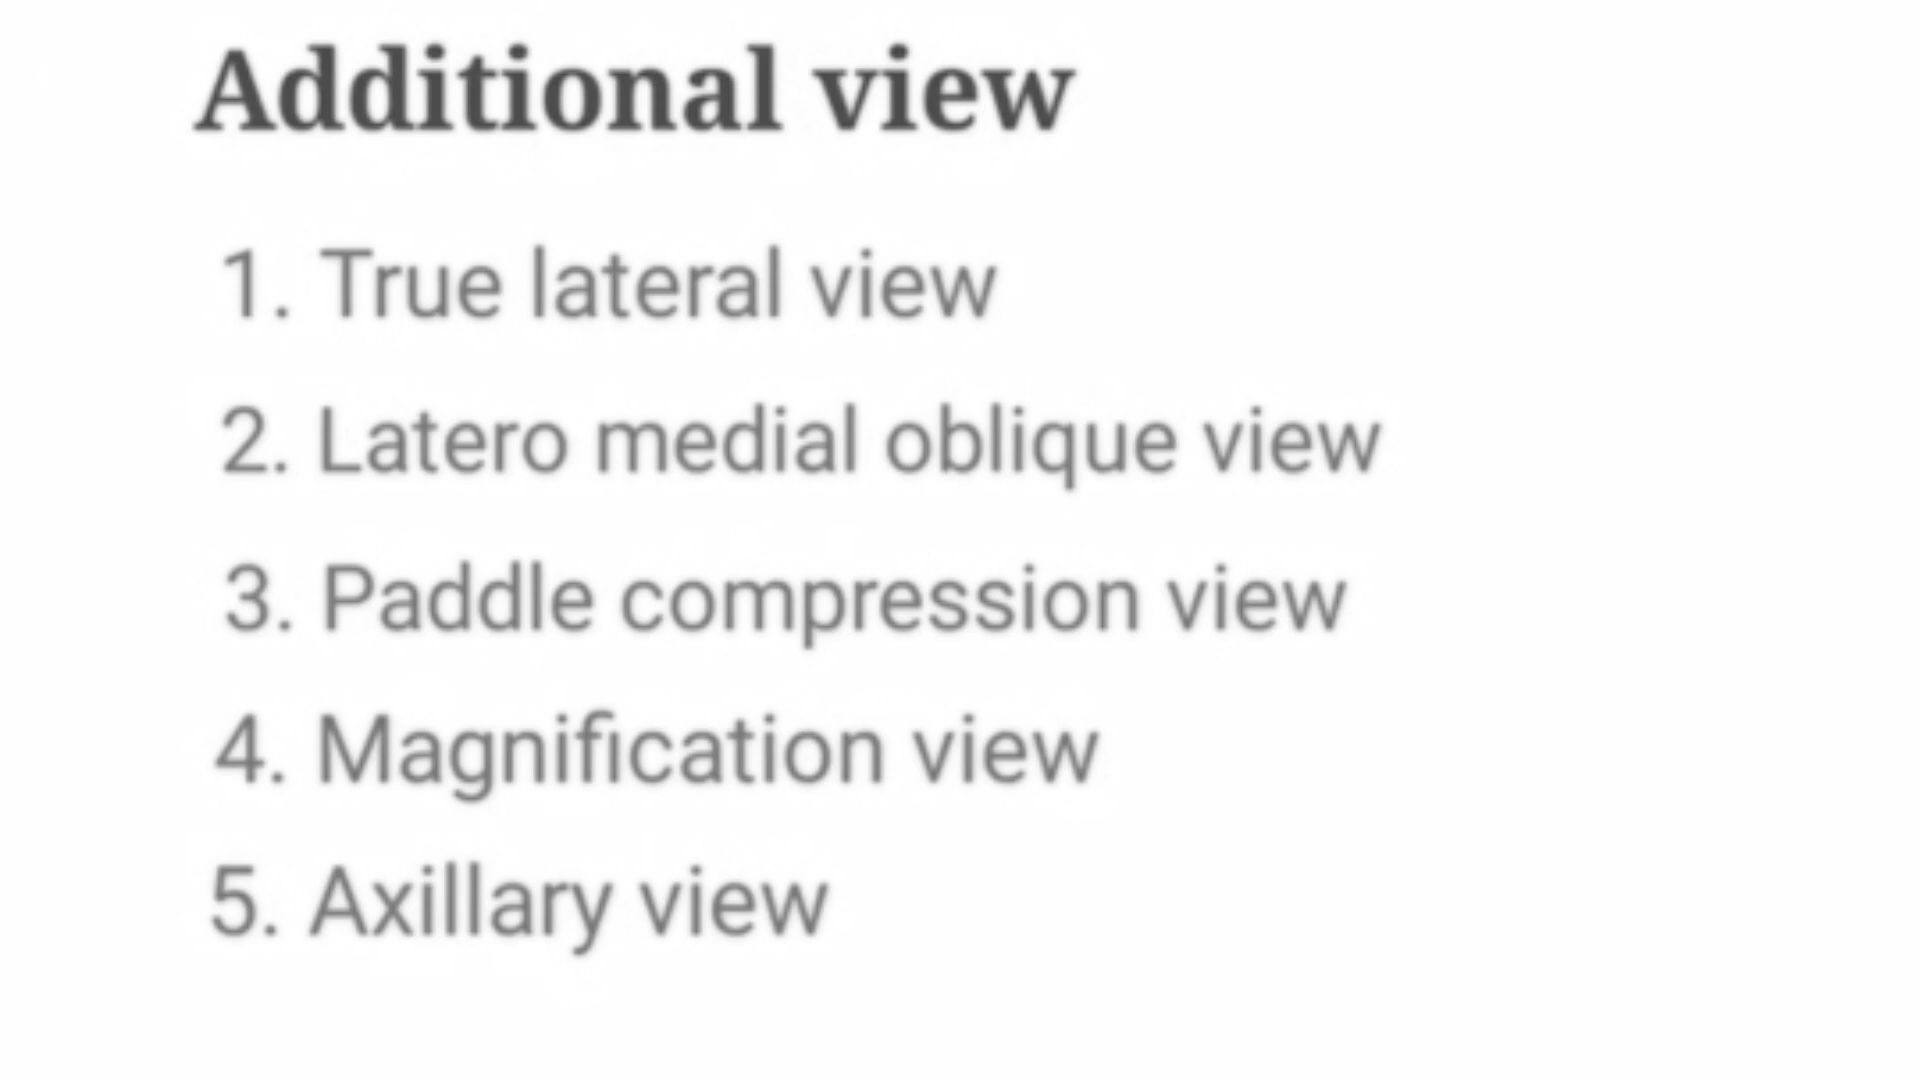 Additional view
1. True lateral view
2. Latero medial oblique view
3. Paddle compression view
4. Magnification view
5. Axillary view